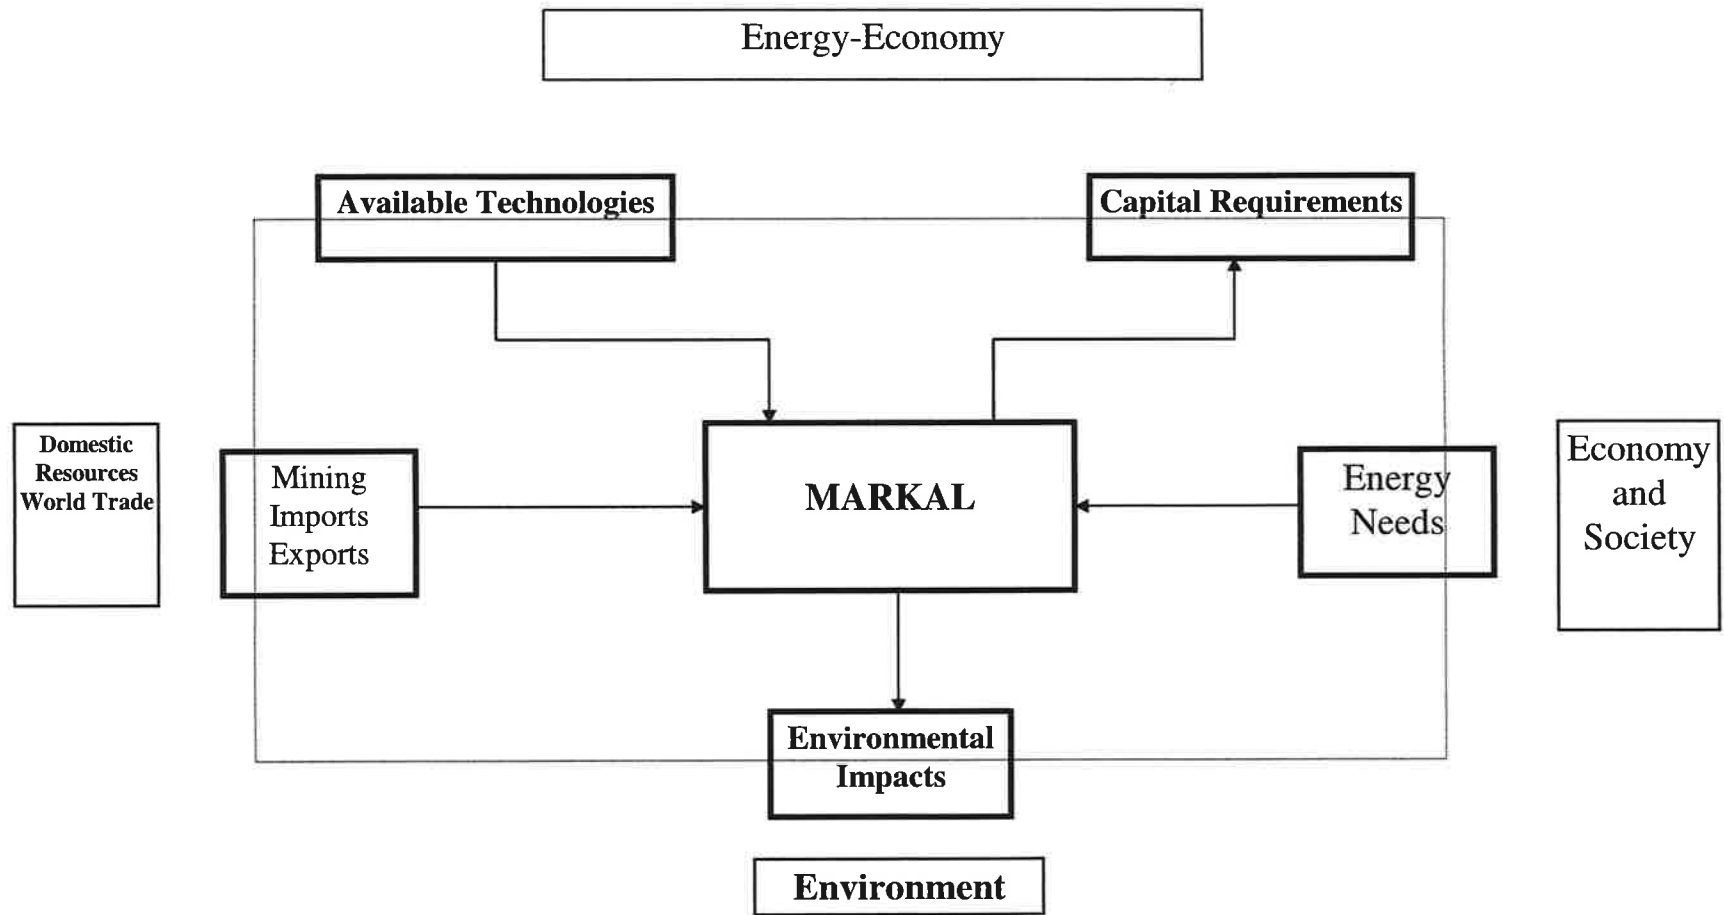 Energy-Economy
Available Technologies
Capital Requirements
Domestic
Resources
World Trade
Mining
Imports
Exports
MARKAL
Energy
Needs
Economy
and
Society
Environmental
Impacts
Environment